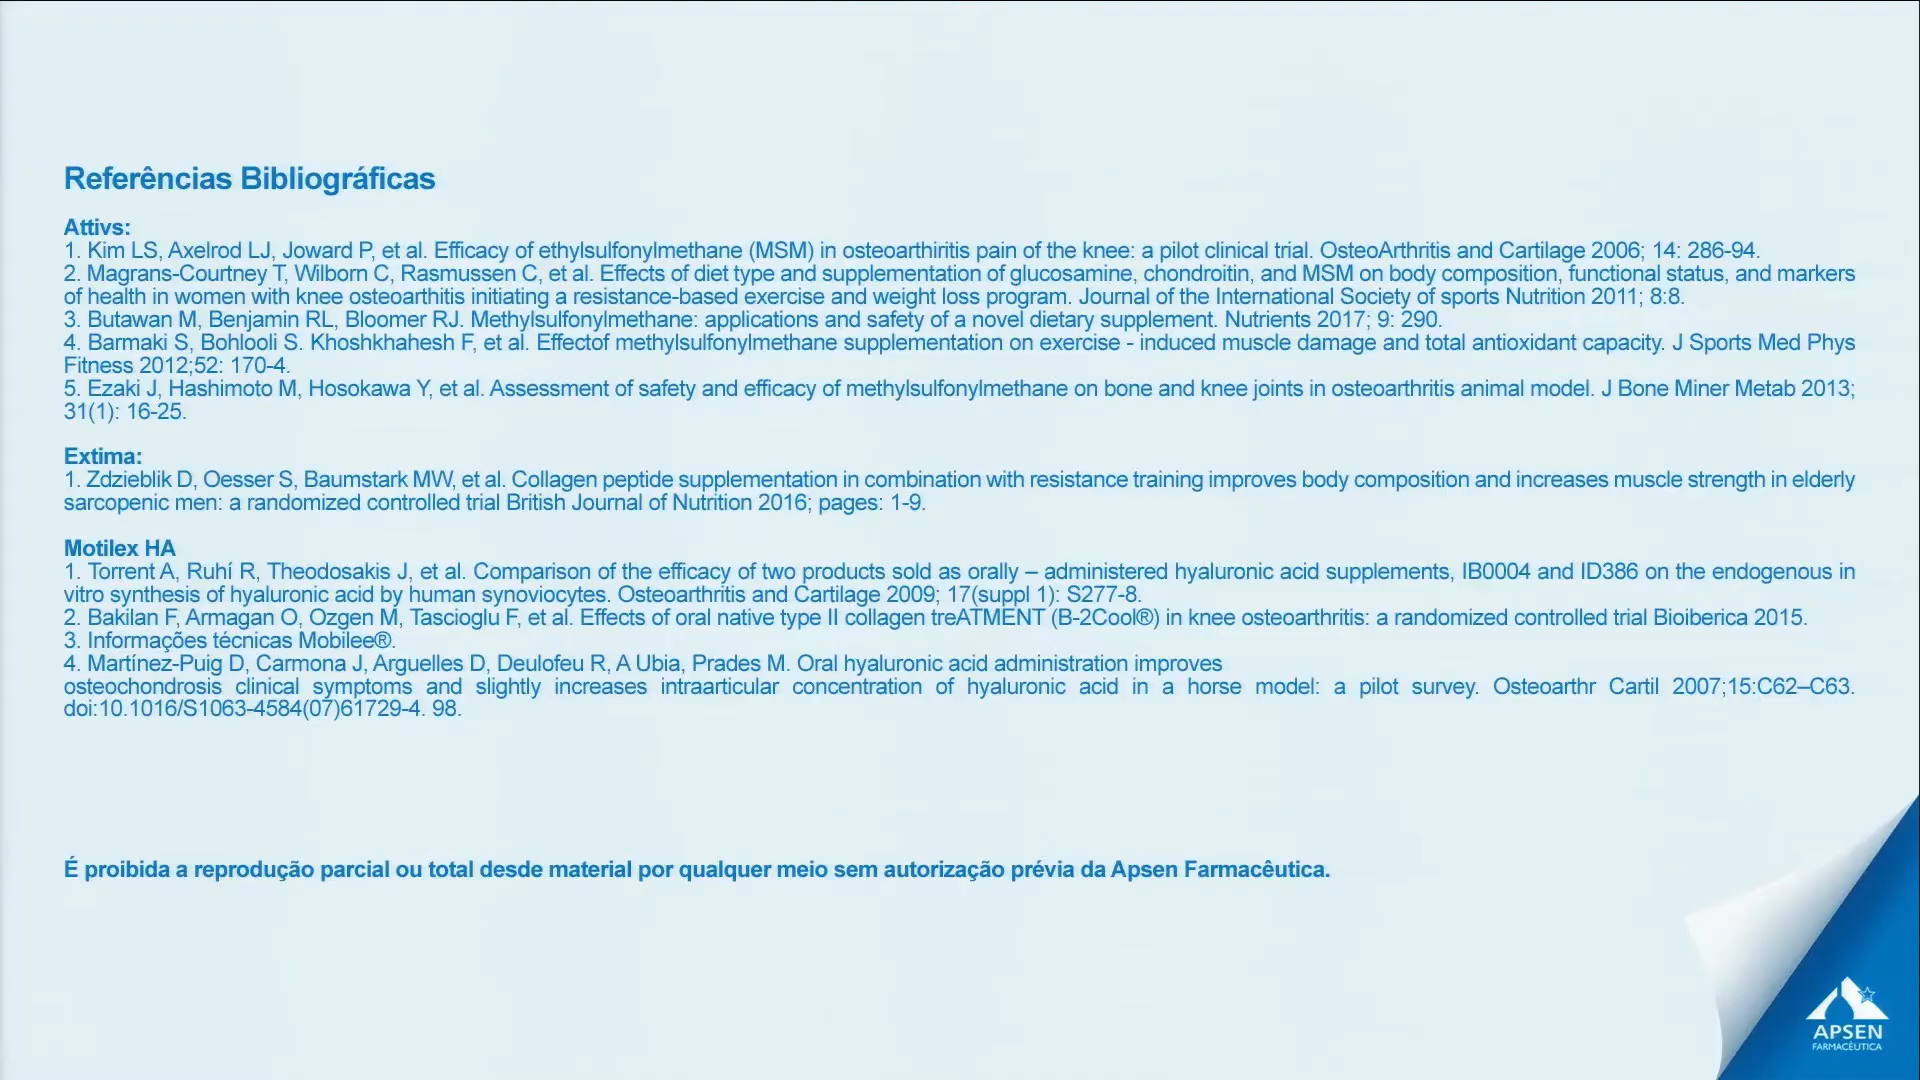 Referências Bibliográficas
Attivs:
1. Kim LS, Axelrod LJ, Joward P, et al. Efficacy of ethylsulfonylmethane (MSM) in osteoarthiritis pain of the knee: a pilot clinical trial. OsteoArthritis and Cartilage 2006; 14: 286-94.
2. Magrans-Courtney T, Wilborn C, Rasmussen C, et al. Effects of diet type and supplementation of glucosamine, chondroitin, and MSM on body composition, functional status, and markers
of health in women with knee osteoarthitis initiating a resistance-based exercise and weight loss program. Journal of the International Society of sports Nutrition 2011; 8:8.
3. Butawan M, Benjamin RL, Bloomer RJ. Methylsulfonylmethane: applications and safety of a novel dietary supplement. Nutrients 2017; 9: 290.
4. Barmaki S, Bohlooli S. Khoshkhahesh F, et al. Effectof methylsulfonylmethane supplementation on exercise - induced muscle damage and total antioxidant capacity. J Sports Med Phys
Fitness 2012;52: 170-4.
5. Ezaki J, Hashimoto M, Hosokawa Y, et al. Assessment of safety and efficacy of methylsulfonylmethane on bone and knee joints in osteoarthritis animal model. J Bone Miner Metab 2013;
31(1): 16-25.
Extima:
1. Zdzieblik D, Oesser S, Baumstark MW, et al. Collagen peptide supplementation in combination with resistance training improves body composition and increases muscle strength in elderly
sarcopenic men: a randomized controlled trial British Journal of Nutrition 2016; pages: 1-9.
Motilex HA
1. Torrent A, Ruhí R, Theodosakis J, et al. Comparison of the efficacy of two products sold as orally – administered hyaluronic acid supplements, IB0004 and ID386 on the endogenous in
vitro synthesis of hyaluronic acid by human synoviocytes. Osteoarthritis and Cartilage 2009; 17(suppl 1): S277-8.
2. Bakilan F, Armagan O, Ozgen M, Tascioglu F, et al. Effects of oral native type II collagen treATMENT (B-2Cool®) in knee osteoarthritis: a randomized controlled trial Bioiberica 2015.
3. Informações técnicas Mobilee®.
4. Martínez-Puig D, Carmona J, Arguelles D, Deulofeu R, A Ubia, Prades M. Oral hyaluronic acid administration improves
osteochondrosis clinical symptoms and slightly increases intraarticular concentration of hyaluronic acid in a horse model: a pilot survey. Osteoarthr Cartil 2007;15:C62–C63.
doi:10.1016/S1063-4584(07)61729-4. 98.
É proibida a reprodução parcial ou total desde material por qualquer meio sem autorização prévia da Apsen Farmacêutica.
APSEN
FARMACÊUTICA